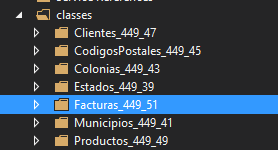 classes
Clientes_449_47
CodigosPostales_449_45
Colonias_449_43
Estados_449_39
Facturas_449_51
Municipios_449_41
Productos_449_49